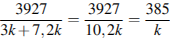 3927/(3k+7,2k) = 3927/(10,2k) = 385/k